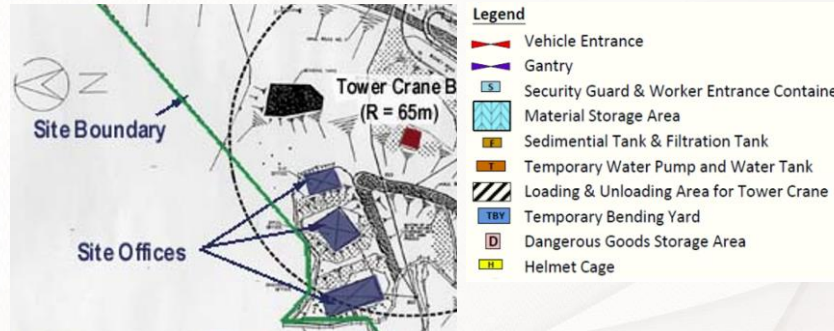 N
Tower Crane B
(R = 65m)
Site Boundary
Site Offices
Legend
Vehicle Entrance
Gantry
S Security Guard & Worker Entrance Containe
Material Storage Area
F Sedimential Tank & Filtration Tank
T Temporary Water Pump and Water Tank
Loading & Unloading Area for Tower Crane
TBY Temporary Bending Yard
D Dangerous Goods Storage Area
H Helmet Cage